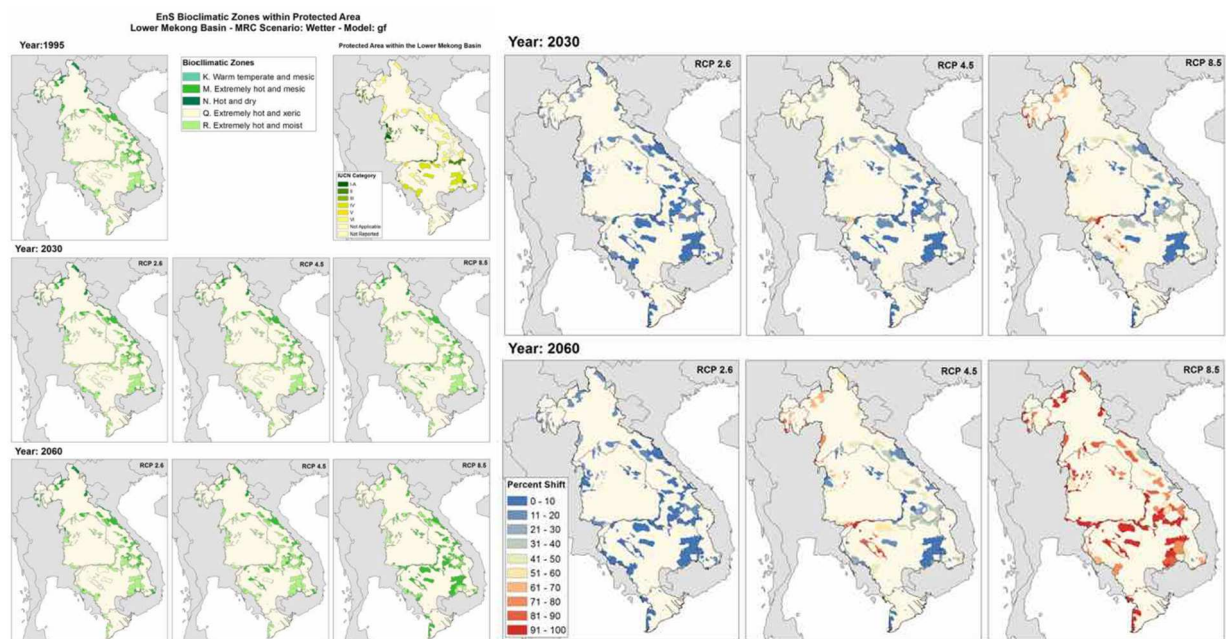 EnS Bioclimatic Zones within Protected Area
Lower Mekong Basin - MRC Scenario: Wetter - Model: gf
Year:1995
Protected Area within the Lower Mekong Basin
Bioclimatic Zones
K. Warm temperate and mesic
M. Extremely hot and mesic
N. Hot and dry
Q. Extremely hot and xeric
R. Extremely hot and moist
IUCN Category
I-A
II
III
IV
V
VI
Not Applicable
Not Reported
Year: 2030
RCP 2.6
RCP 4.5
RCP 8.5
Year: 2060
RCP 2.6
RCP 4.5
RCP 8.5
Year: 2030
RCP 2.6
RCP 4.5
RCP 8.5
Year: 2060
RCP 2.6
RCP 4.5
RCP 8.5
Percent Shift
0 - 10
11 - 20
21 - 30
31 - 40
41 - 50
51 - 60
61 - 70
71 - 80
81 - 90
91 - 100